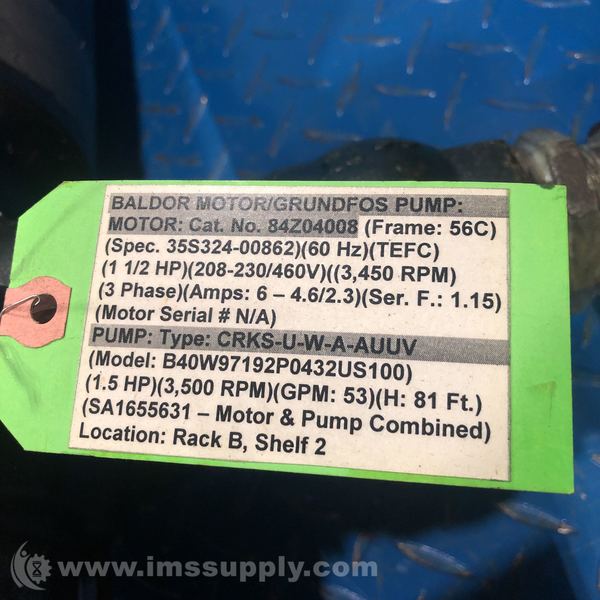 BALDOR MOTOR/GRUNDFOS PUMP:
MOTOR: Cat. No. 84Z04008 (Frame: 56C)
(Spec. 35S324-00862)(60 Hz)(TEFC)
(1 1/2 HP)(208-230/460V)((3,450 RPM)
(3 Phase)(Amps: 6 – 4.6/2.3)(Ser. F.: 1.15)
(Motor Serial # N/A)
PUMP: Type: CRKS-U-W-A-AUUV
(Model: B40W97192P0432US100)
(1.5 HP)(3,500 RPM)(GPM: 53)(H: 81 Ft.)
(SA1655631 – Motor & Pump Combined)
Location: Rack B, Shelf 2
www.imssupply.com/